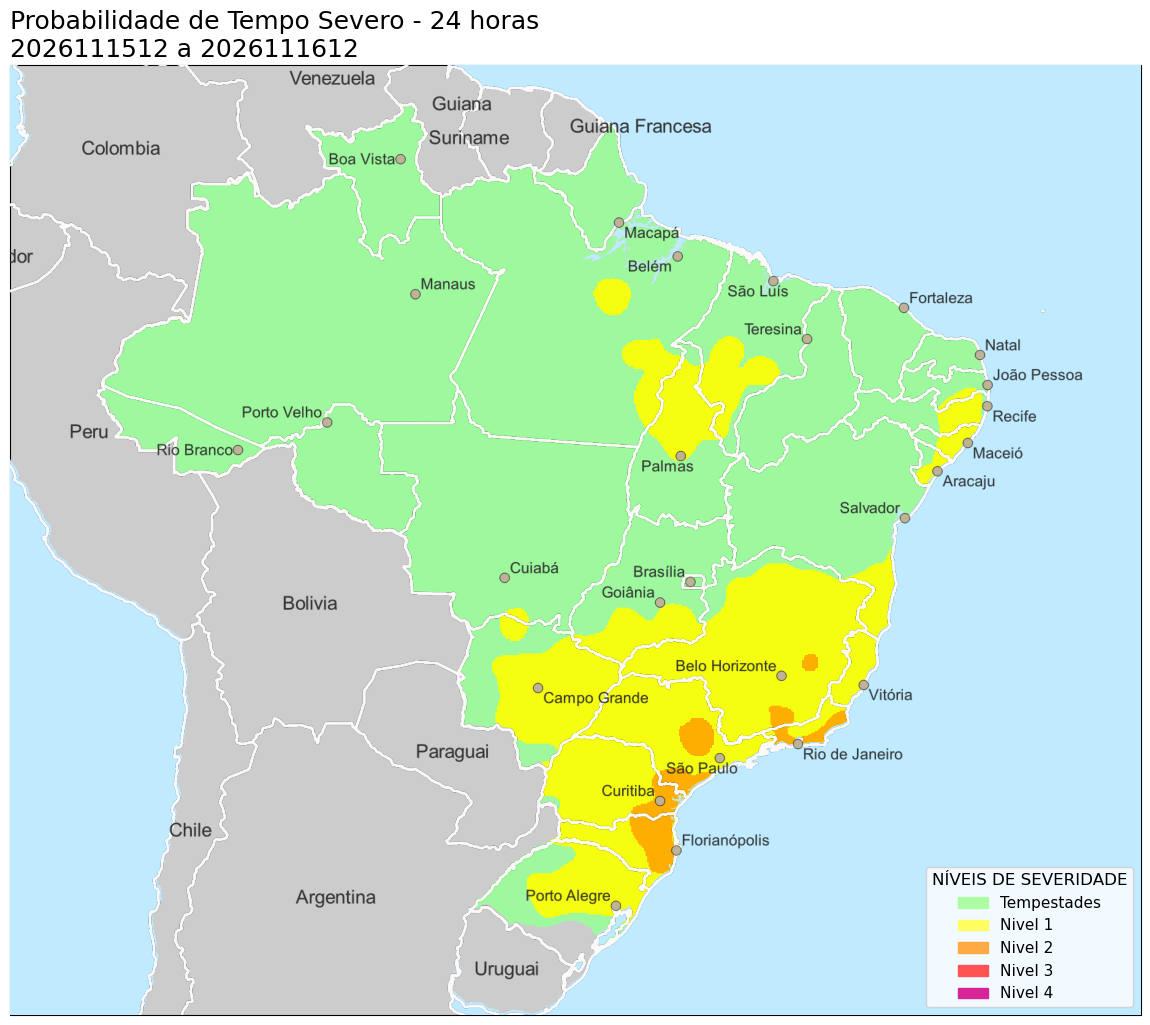 Probabilidade de Tempo Severo - 24 horas
2026111512 a 2026111612
Venezuela
Guiana
Colombia
Suriname
Guiana Francesa
Boa Vista
Macapá
dor
Belém
Manaus
São Luís
Fortaleza
Teresina
Natal
João Pessoa
Porto Velho
Recife
Peru
Rio Branco
Maceió
Palmas
Aracaju
Salvador
Cuiabá
Brasília
Goiânia
Bolivia
Belo Horizonte
Campo Grande
Vitória
Paraguai
Rio de Janeiro
São Paulo
Curitiba
Chile
Florianópolis
Argentina
Porto Alegre
Uruguai
NÍVEIS DE SEVERIDADE
Tempestades
Nivel 1
Nivel 2
Nivel 3
Nivel 4